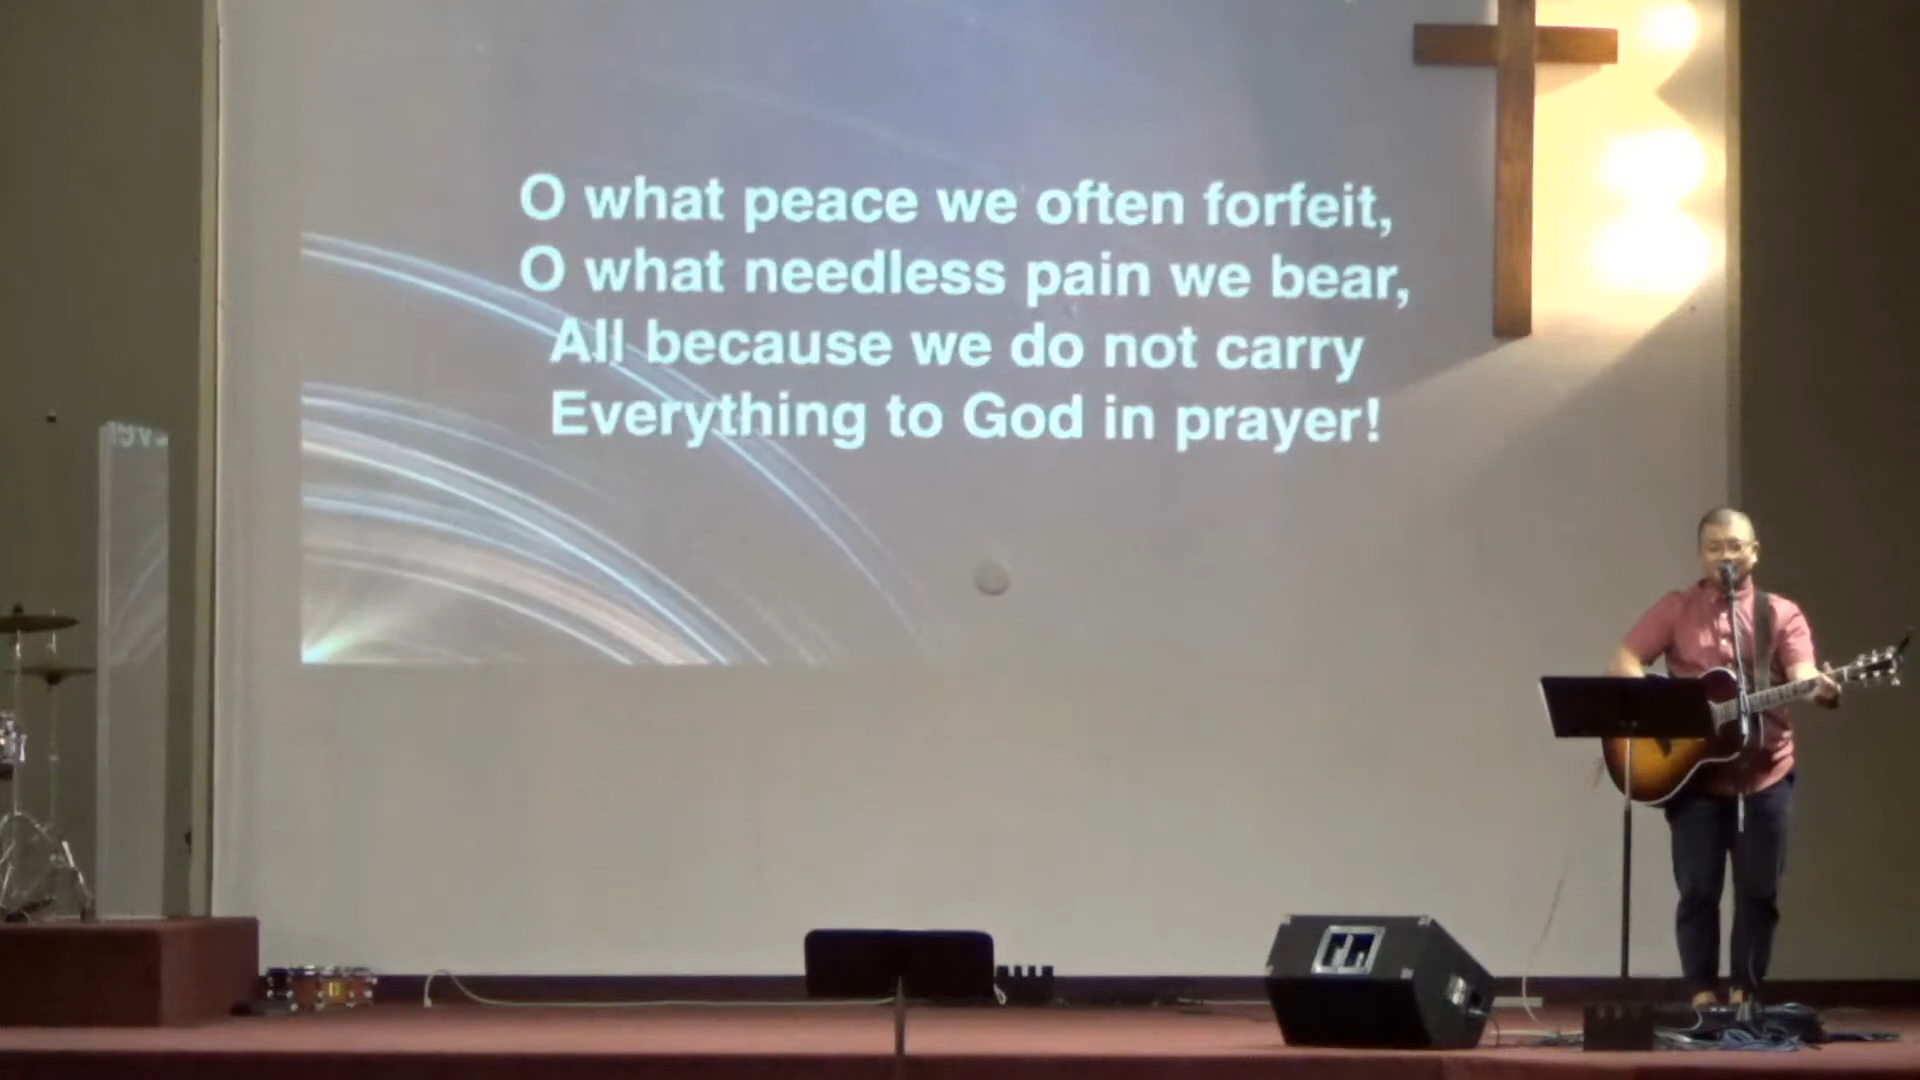 O what peace we often forfeit,
O what needless pain we bear,
All because we do not carry
Everything to God in prayer!